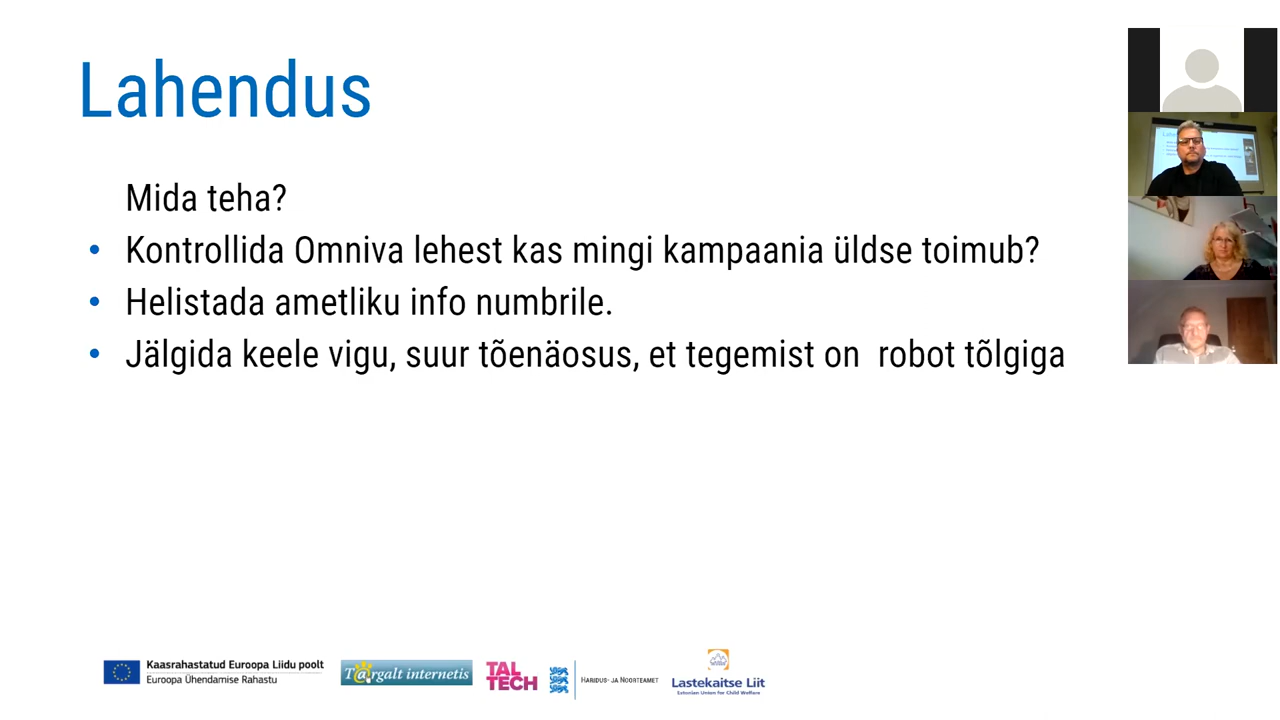 Lahendus
Mida teha?
• Kontrollida Omniva lehest kas mingi kampaania üldse toimub?
• Helistada ametliku info numbrile.
• Jälgida keele vigu, suur tõenäosus, et tegemist on  robot tõlgiga
Kaasrahastatud Euroopa Liidu poolt
Euroopa Ühendamise Rahastu
T@rgalt internetis
TAL
TECH
HARIDUS- JA NOORTEAMET
Lastekaitse Liit
Estonian Union for Child Welfare